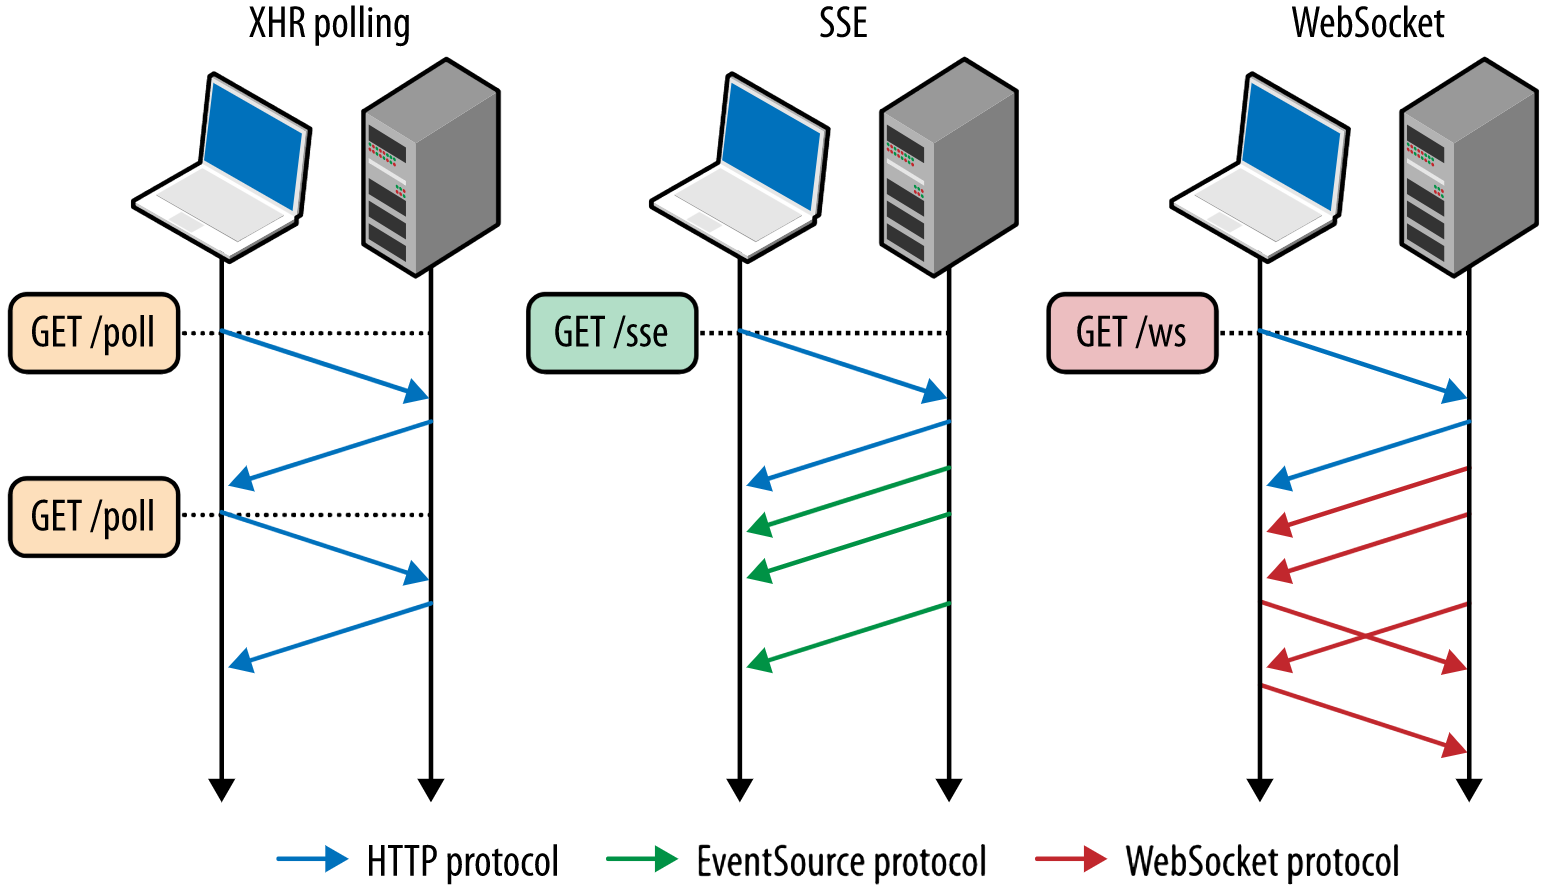 XHR polling
SSE
WebSocket
GET /poll
GET /sse
GET /ws
GET /poll
HTTP protocol
EventSource protocol
WebSocket protocol